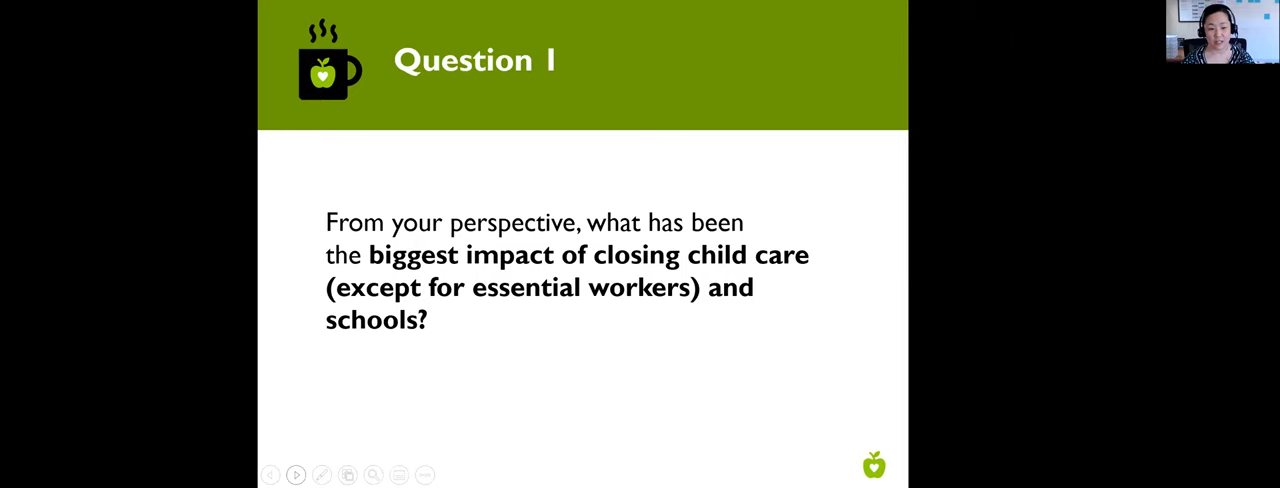 Question 1
From your perspective, what has been
the biggest impact of closing child care
(except for essential workers) and
schools?